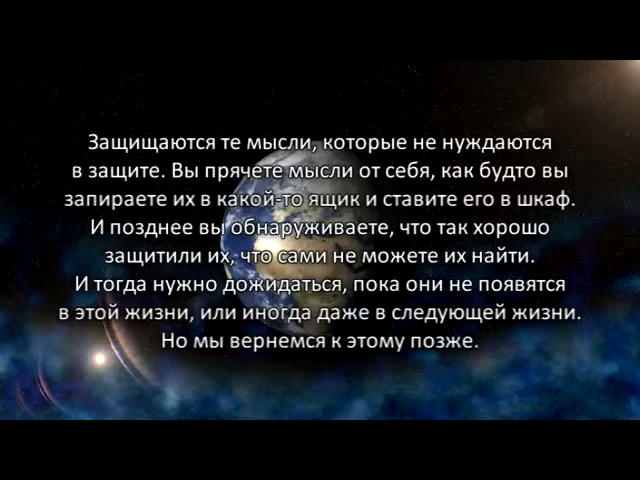 Защищаются те мысли, которые не нуждаются
в защите. Вы прячете мысли от себя, как будто вы
запираете их в какой-то ящик и ставите его в шкаф.
И позднее вы обнаруживаете, что так хорошо
защитили их, что сами не можете их найти.
И тогда нужно дожидаться, пока они не появятся
в этой жизни, или иногда даже в следующей жизни.
Но мы вернемся к этому позже.